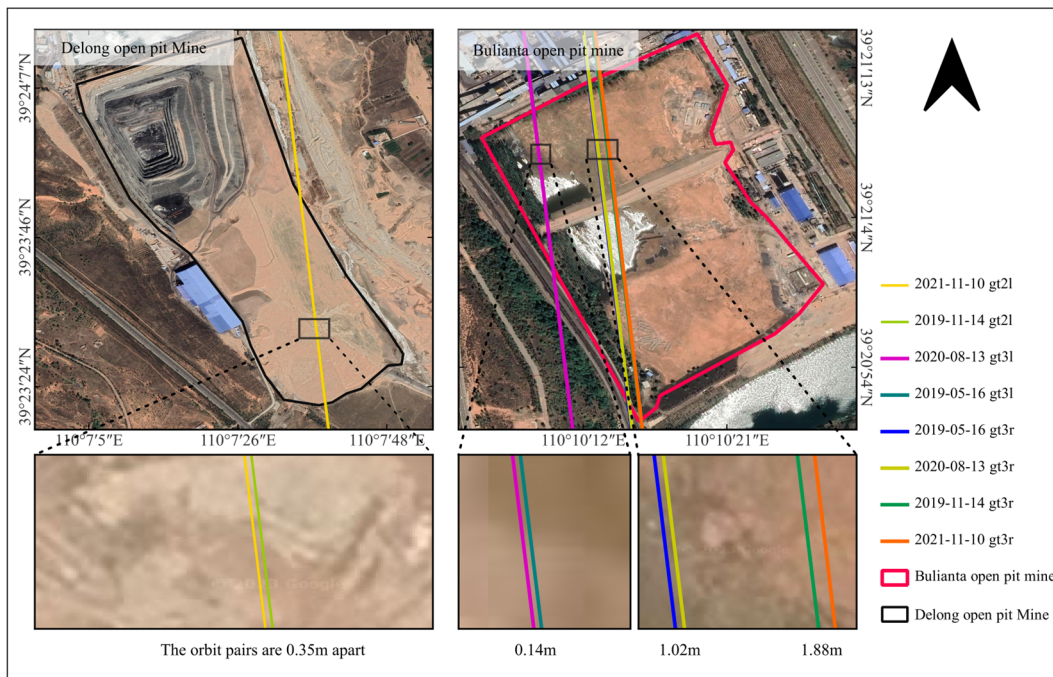 Delong open pit Mine
Bulianta open pit mine
39°24′7″N
39°23′46″N
39°23′24″N
110°7′5″E
110°7′26″E
110°7′48″E
39°21′13″N
39°21′4″N
39°20′54″N
110°10′12″E
110°10′21″E
2021-11-10 gt2l
2019-11-14 gt2l
2020-08-13 gt3l
2019-05-16 gt3l
2019-05-16 gt3r
2020-08-13 gt3r
2019-11-14 gt3r
2021-11-10 gt3r
Bulianta open pit mine
Delong open pit Mine
The orbit pairs are 0.35m apart
0.14m
1.02m
1.88m